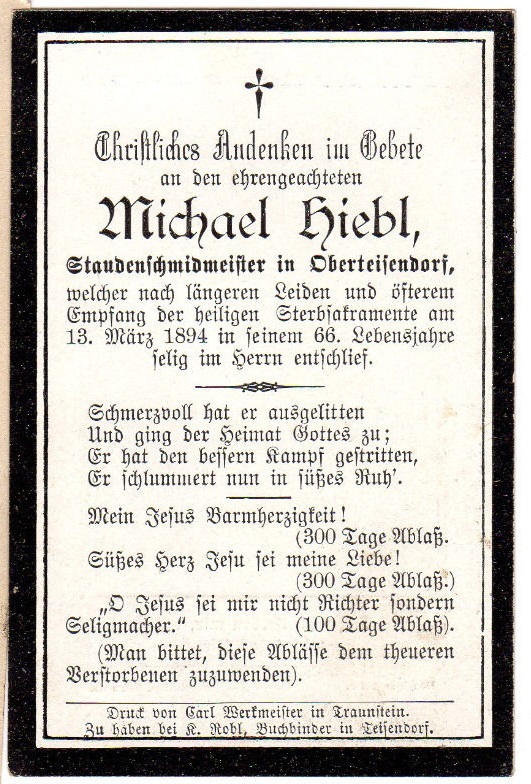 Christliches Andenken im Gebete
an den ehrengeachteten
Michael Hiebl,
Staudenschmidmeister in Oberteisendorf,
welcher nach längeren Leiden und öfterem
Empfang der heiligen Sterbsakramente am
13. März 1894 in seinem 66. Lebensjahre
selig im Herrn entschlief.
Schmerzvoll hat er ausgelitten
Und ging der Heimat Gottes zu;
Er hat den bessern Kampf gestritten,
Er schlummert nun in süßes Ruh'.
Mein Jesus Barmherzigkeit!
(300 Tage Ablaß.
Süßes Herz Jesu sei meine Liebe!
(300 Tage Ablaß.)
„O Jesus sei mir nicht Richter sondern
Seligmacher.“ (100 Tage Ablaß).
(Man bittet, diese Ablässe dem theueren
Verstorbenen zuzuwenden).
Druck von Carl Werkmeister in Traunstein.
Zu haben bei K. Robl, Buchbinder in Teisendorf.